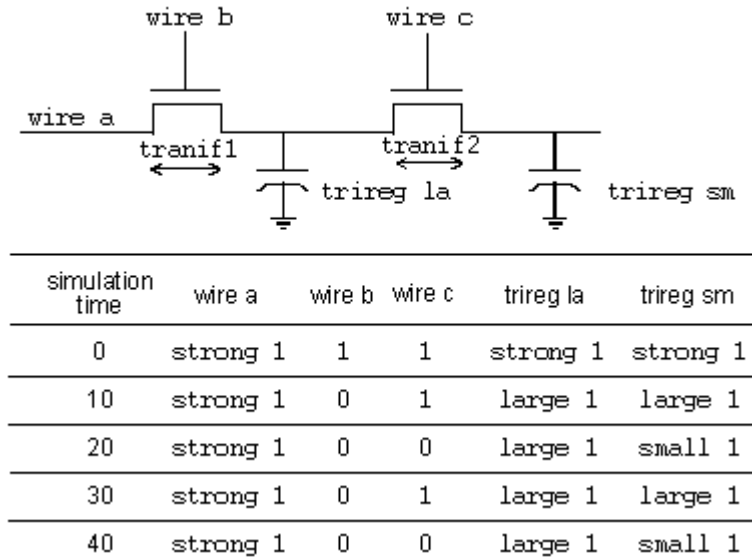 wire b wire c
wire a
tranif1 tranif2
trireg la trireg sm
simulation time wire a wire b wire c trireg la trireg sm
0 strong 1 1 1 strong 1 strong 1
10 strong 1 0 1 large 1 large 1
20 strong 1 0 0 large 1 small 1
30 strong 1 0 1 large 1 large 1
40 strong 1 0 0 large 1 small 1